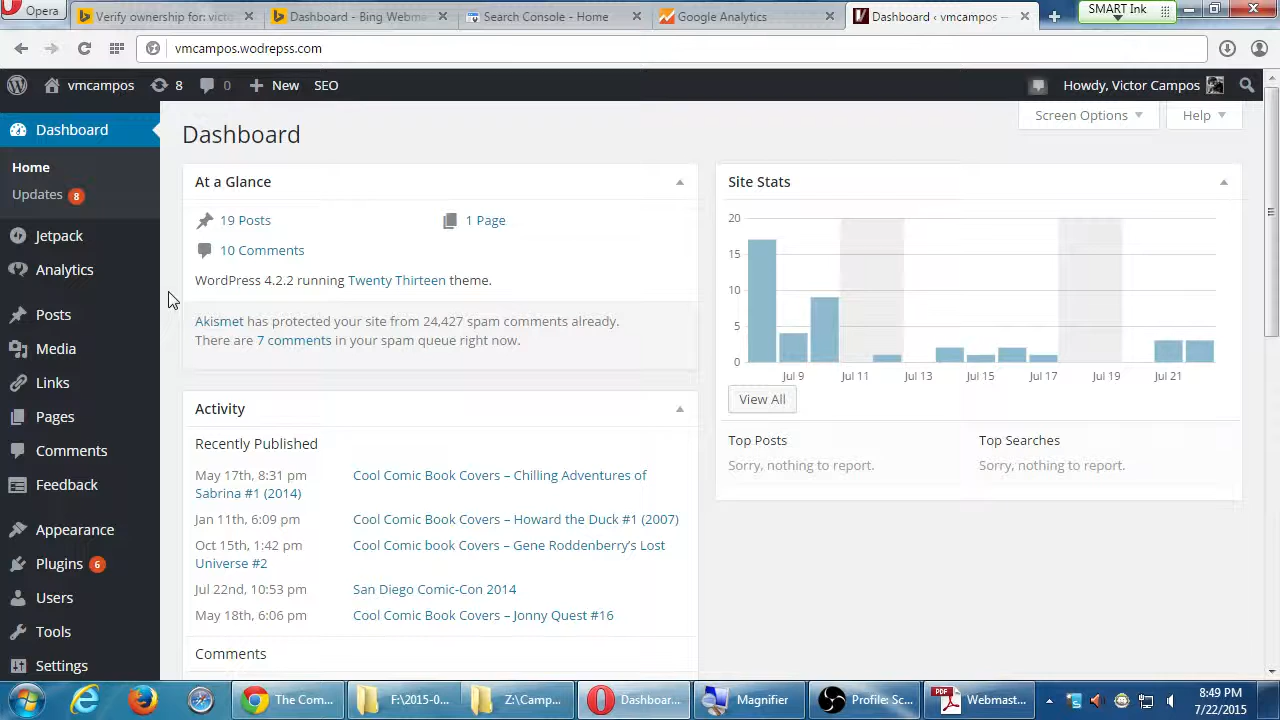 Opera
Verify ownership for: victo
Dashboard - Bing Webma
Search Console - Home
Google Analytics
Dashboard ‹ vmcampos —
SMART Ink
vmcampos.wodrepss.com
vmcampos
8
0
New
SEO
Howdy, Victor Campos
Dashboard
Home
Updates 8
Jetpack
Analytics
Posts
Media
Links
Pages
Comments
Feedback
Appearance
Plugins 6
Users
Tools
Settings
Dashboard
Screen Options
Help
At a Glance
19 Posts
1 Page
10 Comments
WordPress 4.2.2 running Twenty Thirteen theme.
Akismet has protected your site from 24,427 spam comments already.
There are 7 comments in your spam queue right now.
Activity
Recently Published
May 17th, 8:31 pm Cool Comic Book Covers – Chilling Adventures of
Sabrina #1 (2014)
Jan 11th, 6:09 pm Cool Comic Book Covers – Howard the Duck #1 (2007)
Oct 15th, 1:42 pm Cool Comic book Covers – Gene Roddenberry's Lost
Universe #2
Jul 22nd, 10:53 pm San Diego Comic-Con 2014
May 18th, 6:06 pm Cool Comic Book Covers – Jonny Quest #16
Comments
Site Stats
20
15
10
5
0
Jul 9 Jul 11 Jul 13 Jul 15 Jul 17 Jul 19 Jul 21
View All
Top Posts
Sorry, nothing to report.
Top Searches
Sorry, nothing to report.
The Com...
F:\2015-0...
Z:\Camp...
Dashboar...
Magnifier
Profile: Sc...
PDF
Webmast...
8:49 PM
7/22/2015